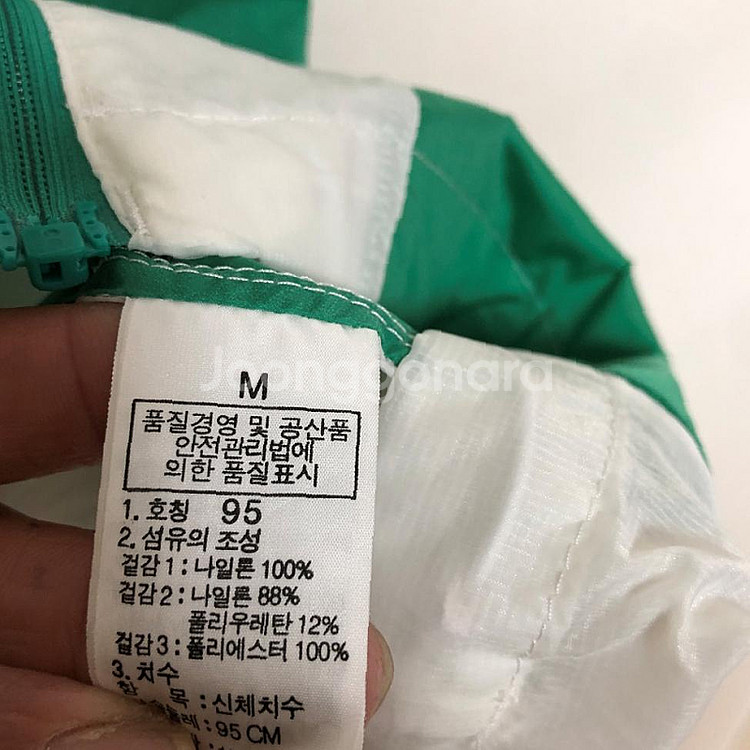 Joonggonara
M
품질경영 및 공산품
안전관리법에
의한 품질표시
1. 호칭 95
2. 섬유의 조성
겉감 1 : 나일론 100%
겉감 2 : 나일론 88%
폴리우레탄 12%
겉감 3 : 폴리에스터 100%
3. 치수
항 목 : 신체치수
: 95 CM